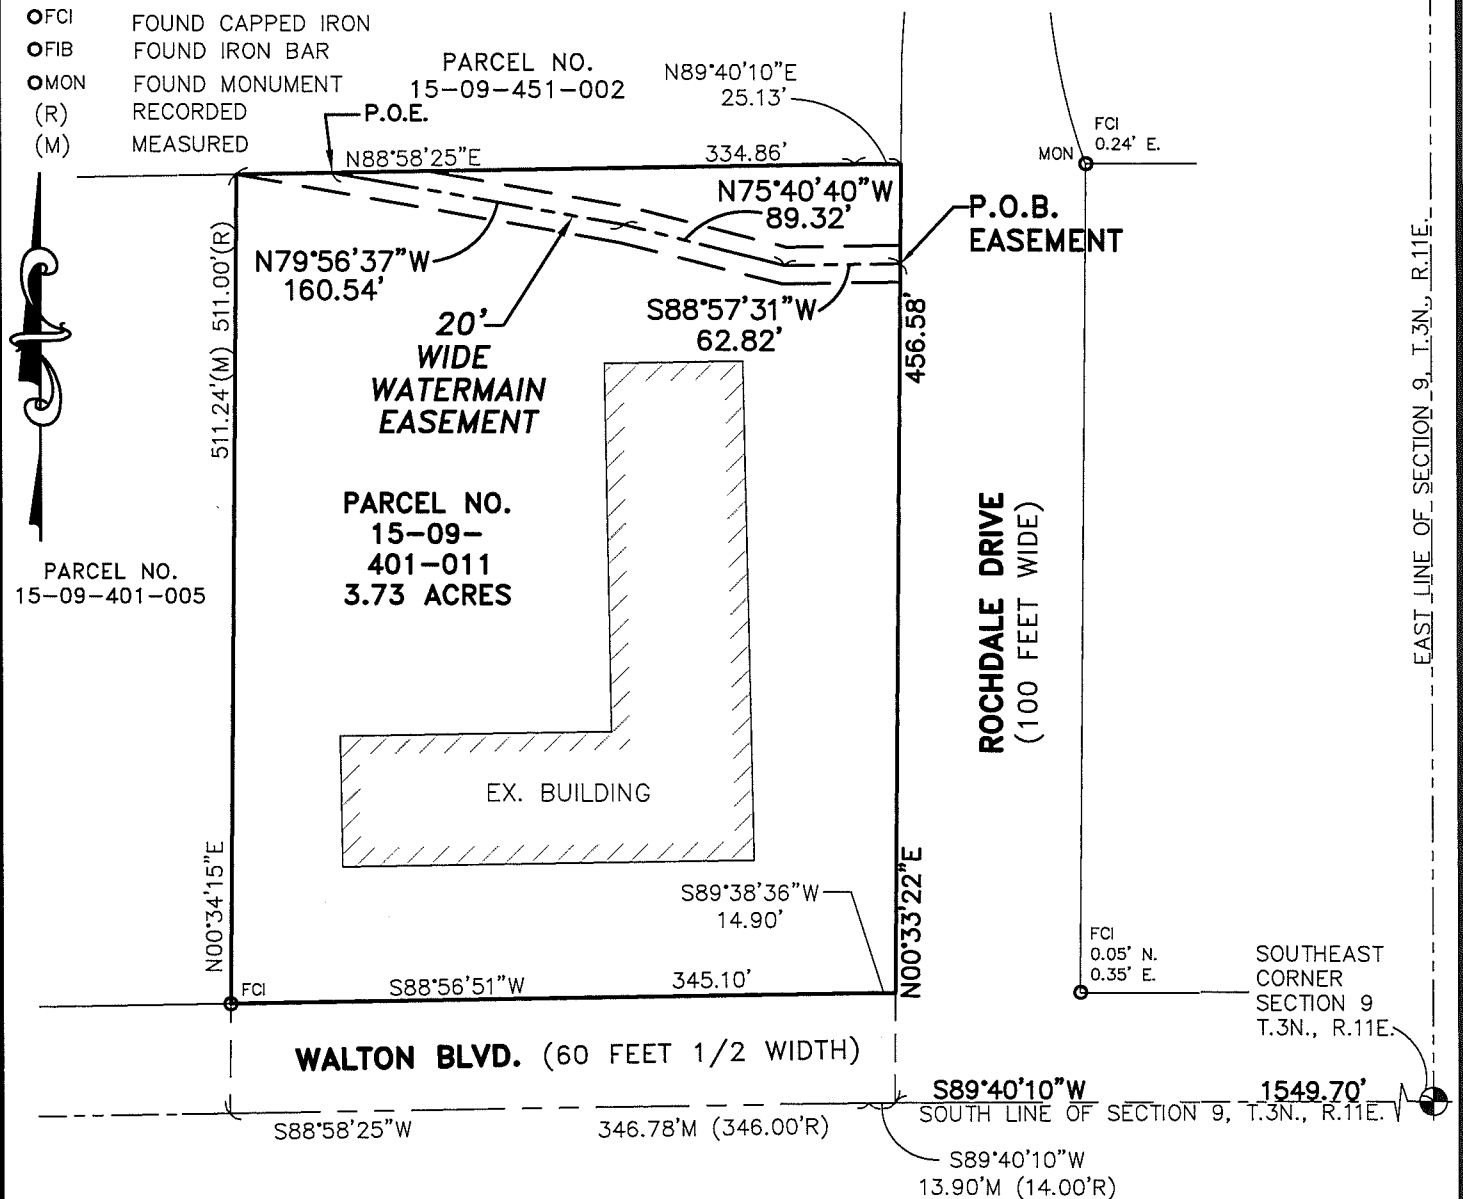 FCI FOUND CAPPED IRON
FIB FOUND IRON BAR
MON FOUND MONUMENT
(R) RECORDED
(M) MEASURED
PARCEL NO.
15-09-451-002
P.O.E.
N89°40'10"E
25.13'
N88°58'25"E
334.86'
FCI
0.24' E.
MON
N75°40'40"W
89.32'
P.O.B.
EASEMENT
N79°56'37"W
160.54'
S88°57'31"W
62.82'
20'
WIDE
WATERMAIN
EASEMENT
511.24'(M) 511.00'(R)
456.58'
EAST LINE OF SECTION 9, T.3N., R.11E.
PARCEL NO.
15-09-
401-011
3.73 ACRES
PARCEL NO.
15-09-401-005
ROCHDALE DRIVE
(100 FEET WIDE)
EX. BUILDING
N00°34'15"E
N00°33'22"E
S89°38'36"W
14.90'
FCI
S88°56'51"W
345.10'
FCI
0.05' N.
0.35' E.
SOUTHEAST
CORNER
SECTION 9
T.3N., R.11E.
WALTON BLVD. (60 FEET 1/2 WIDTH)
S89°40'10"W 1549.70'
SOUTH LINE OF SECTION 9, T.3N., R.11E.
S88°58'25"W
346.78'M (346.00'R)
S89°40'10"W
13.90'M (14.00'R)